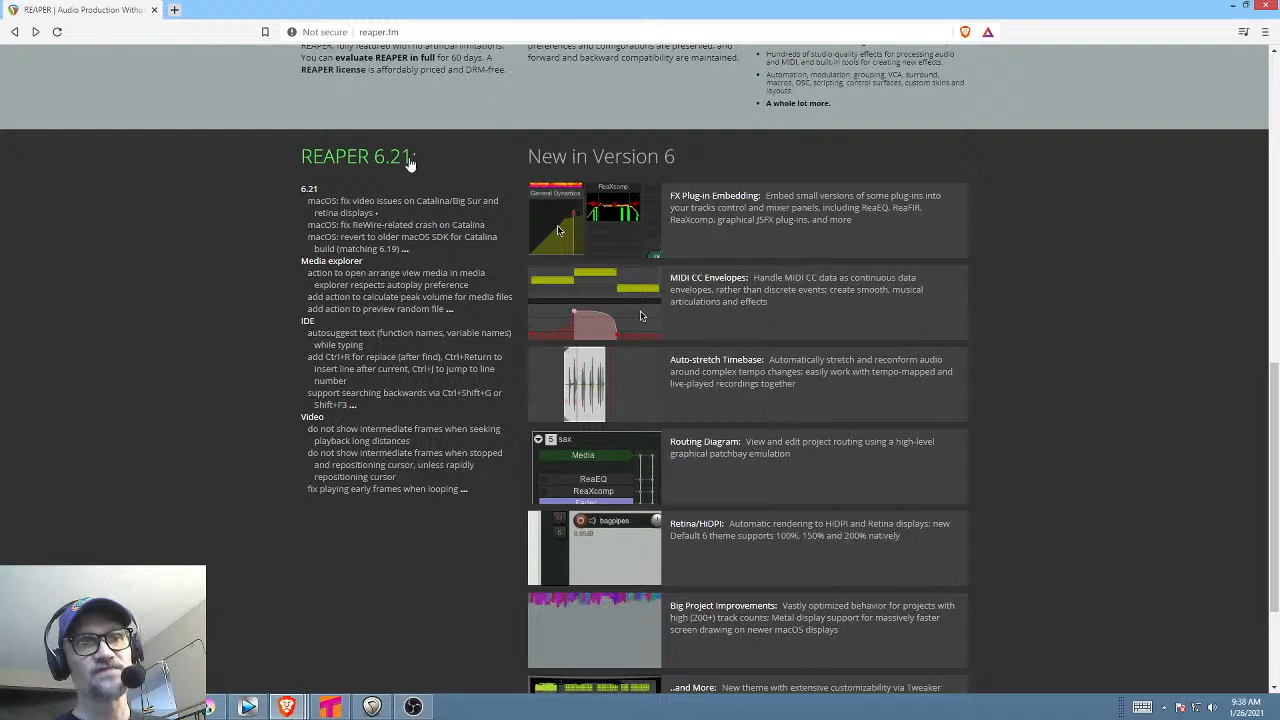 REAPER | Audio Production Witho
Not secure
reaper.fm
REAPER, fully featured with no artificial limitations.
You can evaluate REAPER in full for 60 days. A
REAPER license is affordably priced and DRM-free.
preferences and configurations are preserved, and
forward and backward compatibility are maintained.
Hundreds of studio-quality effects for processing audio
and MIDI, and built-in tools for creating new effects.
Automation, modulation, grouping, VCA, surround,
macros, OSC, scripting, control surfaces, custom skins and
layouts.
A whole lot more.
REAPER 6.21:
6.21
macOS: fix video issues on Catalina/Big Sur and
retina displays •
macOS: fix ReWire-related crash on Catalina
macOS: revert to older macOS SDK for Catalina
build (matching 6.19) ...
Media explorer
action to open arrange view media in media
explorer respects autoplay preference
add action to calculate peak volume for media files
add action to preview random file ...
IDE
autosuggest text (function names, variable names)
while typing
add Ctrl+R for replace (after find), Ctrl+Return to
insert line after current, Ctrl+J to jump to line
number
support searching backwards via Ctrl+Shift+G or
Shift+F3 ...
Video
do not show intermediate frames when seeking
playback long distances
do not show intermediate frames when stopped
and repositioning cursor, unless rapidly
repositioning cursor
fix playing early frames when looping ...
New in Version 6
General Dynamics
ReaXcomp
FX Plug-in Embedding: Embed small versions of some plug-ins into
your tracks control and mixer panels, including ReaEQ, ReaFIR,
ReaXcomp, graphical JSFX plug-ins, and more
MIDI CC Envelopes: Handle MIDI CC data as continuous data
envelopes, rather than discrete events; create smooth, musical
articulations and effects
Auto-stretch Timebase: Automatically stretch and reconform audio
around complex tempo changes; easily work with tempo-mapped and
live-played recordings together
5 sax
Media
ReaEQ
ReaXcomp
Fader
Routing Diagram: View and edit project routing using a high-level
graphical patchbay emulation
bagpipes
0.00dB
Retina/HiDPI: Automatic rendering to HiDPI and Retina displays; new
Default 6 theme supports 100%, 150% and 200% natively
Big Project Improvements: Vastly optimized behavior for projects with
high (200+) track counts; Metal display support for massively faster
screen drawing on newer macOS displays
...and More: New theme with extensive customizability via Tweaker
9:38 AM
1/26/2021